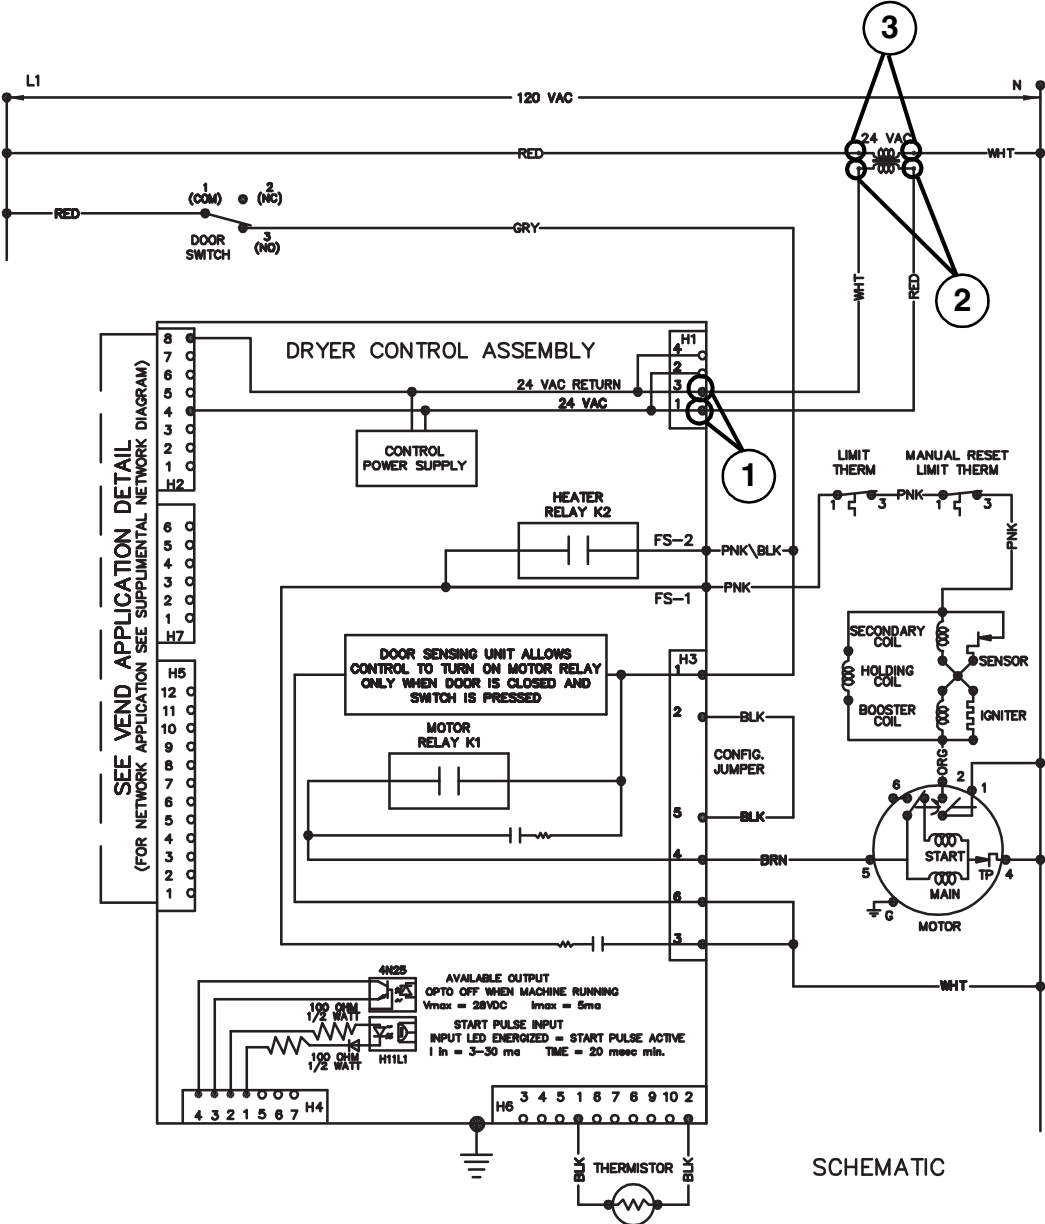 3
L1
N
120 VAC
24 VAC
RED
WHT
1
(COM)
2
(NC)
RED
DOOR
SWITCH
3
(NO)
GRY
WHT
RED
2
SEE VEND APPLICATION DETAIL
(FOR NETWORK APPLICATION SEE SUPPLIMENTAL NETWORK DIAGRAM)
8
7
6
5
4
3
2
1
H2
DRYER CONTROL ASSEMBLY
24 VAC RETURN
24 VAC
CONTROL
POWER SUPPLY
H1
4
2
3
1
1
LIMIT
THERM
MANUAL RESET
LIMIT THERM
1
3
PNK
1
3
PNK
HEATER
RELAY K2
FS-2
PNK\BLK
FS-1
PNK
6
5
4
3
2
1
H7
SECONDARY
COIL
SENSOR
HOLDING
COIL
BOOSTER
COIL
IGNITER
ORG
H5
12
11
10
9
8
7
6
5
4
3
2
1
DOOR SENSING UNIT ALLOWS
CONTROL TO TURN ON MOTOR RELAY
ONLY WHEN DOOR IS CLOSED AND
SWITCH IS PRESSED
MOTOR
RELAY K1
H3
1
2
BLK
CONFIG.
JUMPER
5
BLK
4
BRN
6
3
6
2
1
START
5
TP
4
MAIN
G
MOTOR
WHT
4N25
AVAILABLE OUTPUT
OPTO OFF WHEN MACHINE RUNNING
Vmax = 28VDC Imax = 5ma
100 OHM
1/2 WATT
START PULSE INPUT
INPUT LED ENERGIZED = START PULSE ACTIVE
I in = 3-30 ma TIME = 20 msec min.
H11L1
100 OHM
1/2 WATT
4 3 2 1 5 6 7
H4
H6
3 4 5 1 6 7 8 9 10 2
BLK
THERMISTOR
BLK
SCHEMATIC